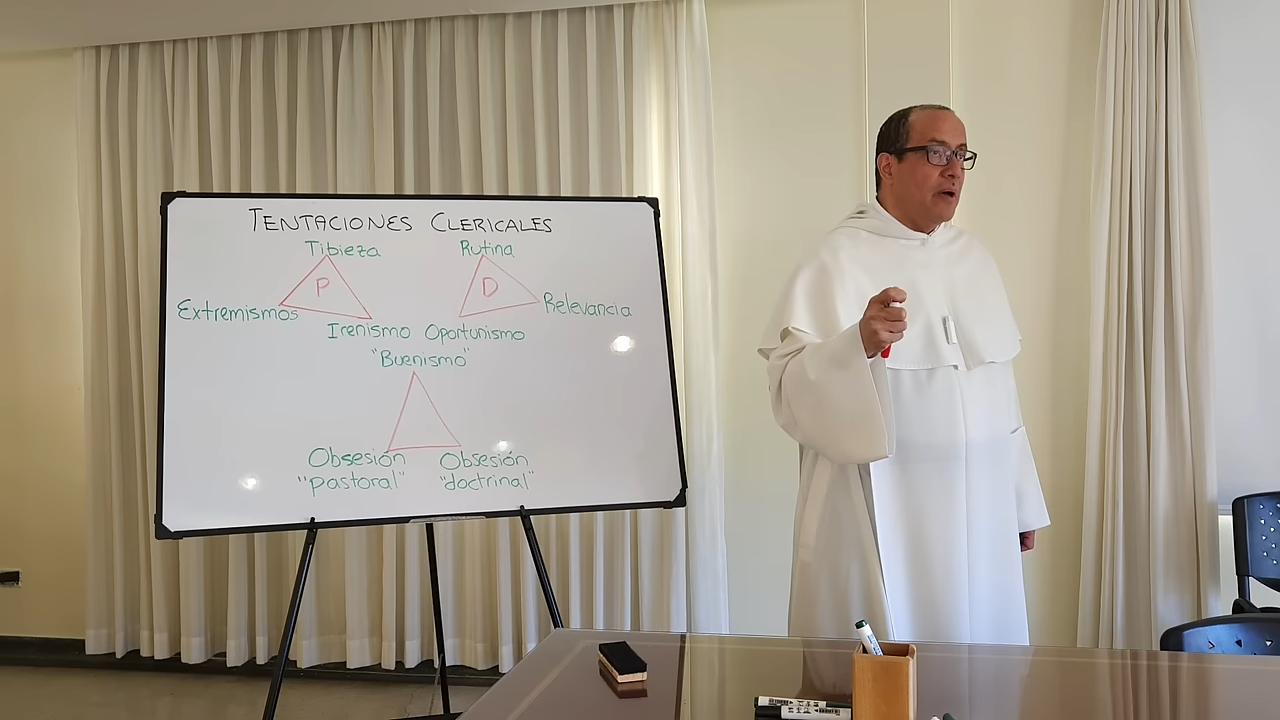 TENTACIONES CLERICALES
Tibieza Rutina
P D
Extremismos Relevancia
Irenismo Oportunismo
"Buenismo"
Obsesión Obsesión
"pastoral" "doctrinal"